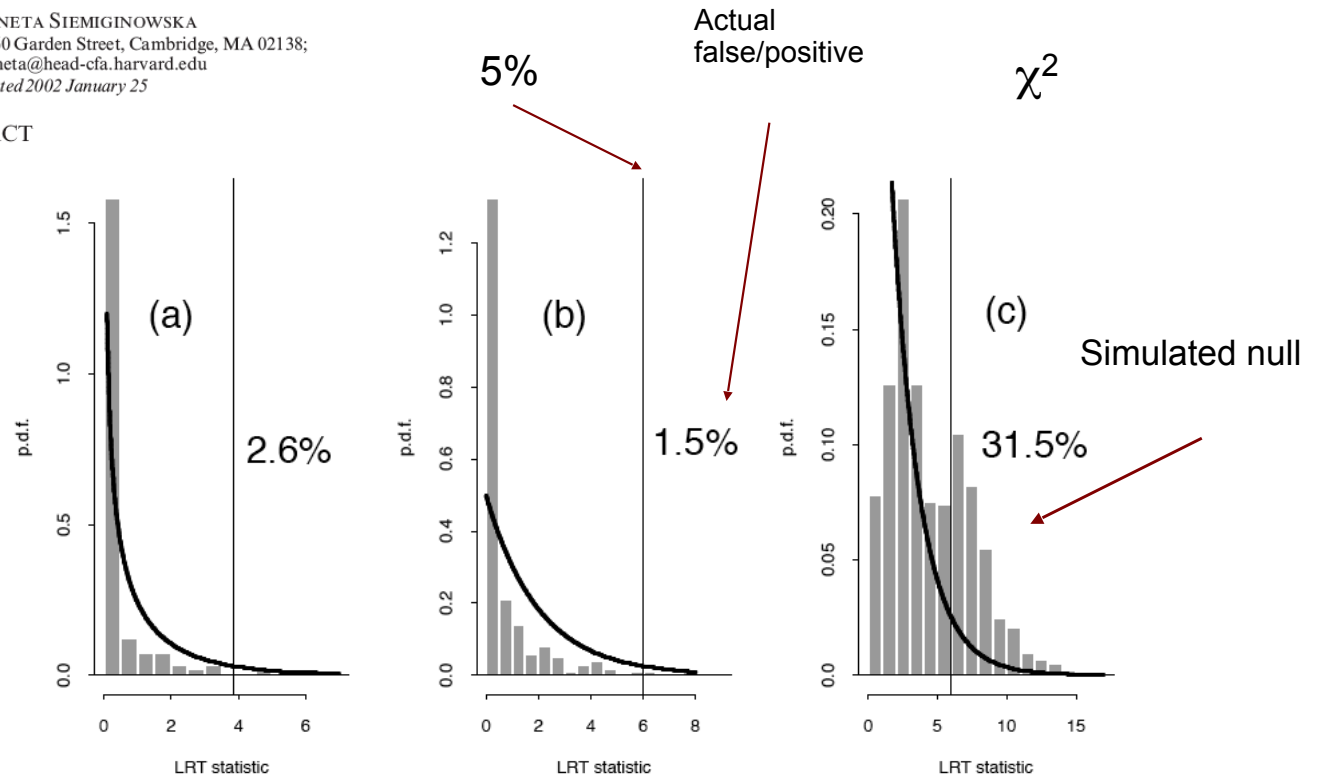 NETA SIEMIGINOWSKA
0 Garden Street, Cambridge, MA 02138;
neta@head-cfa.harvard.edu
ted 2002 January 25
ACT
5%
Actual
false/positive
χ²
(a)
2.6%
p.d.f.
0.0
0.5
1.0
1.5
0
2
4
6
LRT statistic
(b)
1.5%
p.d.f.
0.0
0.2
0.4
0.6
0.8
1.0
1.2
0
2
4
6
8
LRT statistic
(c)
31.5%
p.d.f.
0.0
0.05
0.10
0.15
0.20
0
5
10
15
LRT statistic
Simulated null